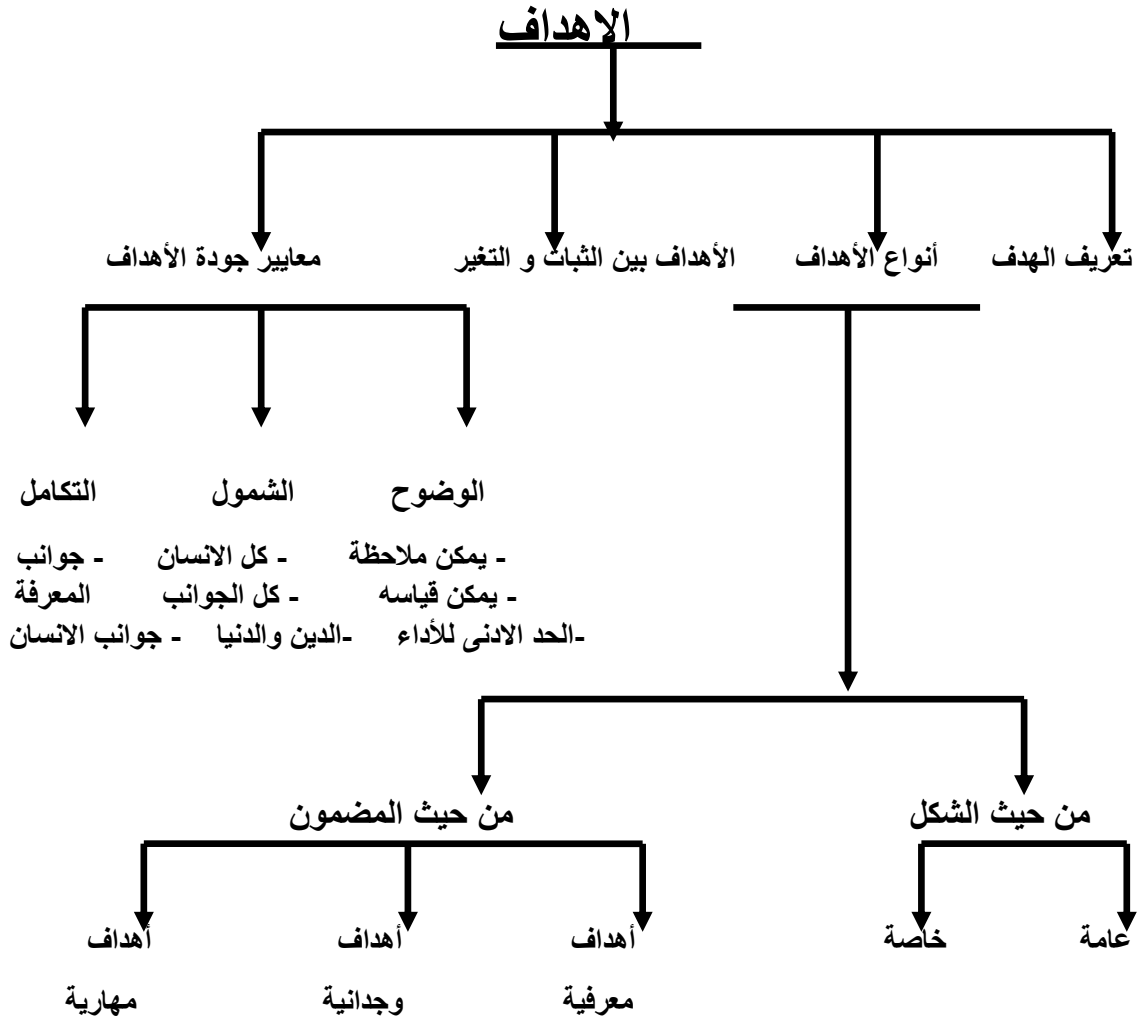 الاهداف
تعريف الهدف أنواع الأهداف الأهداف بين الثبات و التغير معايير جودة الأهداف
الوضوح الشمول التكامل
- يمكن ملاحظة - كل الانسان - جوانب
- يمكن قياسه - كل الجوانب المعرفة
-الحد الادنى للأداء -الدين والدنيا - جوانب الانسان
من حيث الشكل من حيث المضمون
عامة خاصة أهداف أهداف أهداف
معرفية وجدانية مهارية